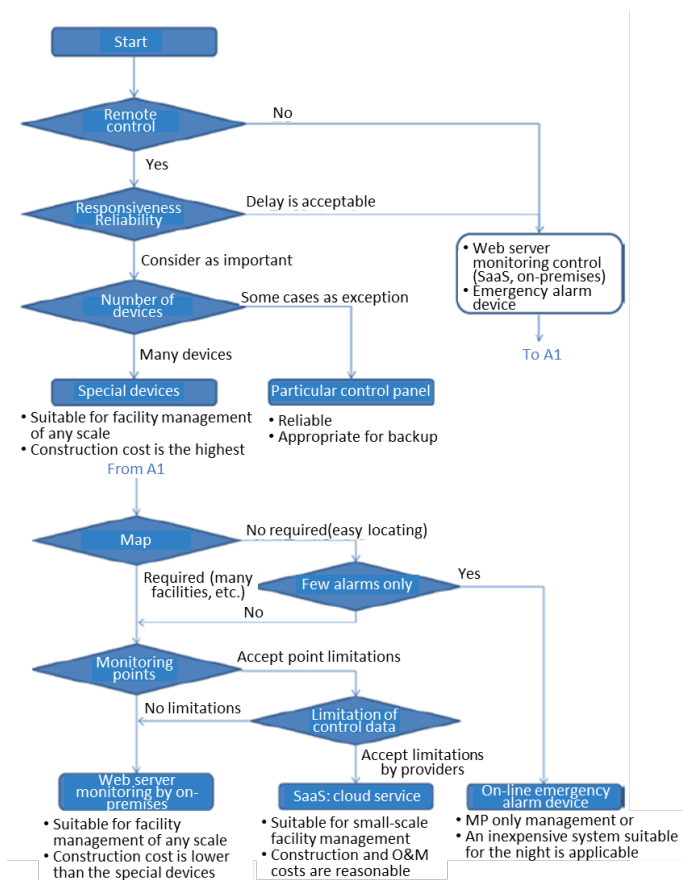 Start
Remote
control
No
Yes
Responsiveness
Reliability
Delay is acceptable
Consider as important
• Web server
monitoring control
(SaaS, on-premises)
• Emergency alarm
device
To A1
Number of
devices
Some cases as exception
Many devices
Special devices
• Suitable for facility management
of any scale
• Construction cost is the highest
Particular control panel
• Reliable
• Appropriate for backup
From A1
Map
No required(easy locating)
Required (many
facilities, etc.)
Few alarms only
Yes
No
Monitoring
points
Accept point limitations
No limitations
Limitation of
control data
Accept limitations
by providers
Web server
monitoring by on-
premises
• Suitable for facility
management of any scale
• Construction cost is lower
than the special devices
SaaS: cloud service
• Suitable for small-scale
facility management
• Construction and O&M
costs are reasonable
On-line emergency
alarm device
• MP only management or
• An inexpensive system suitable
for the night is applicable